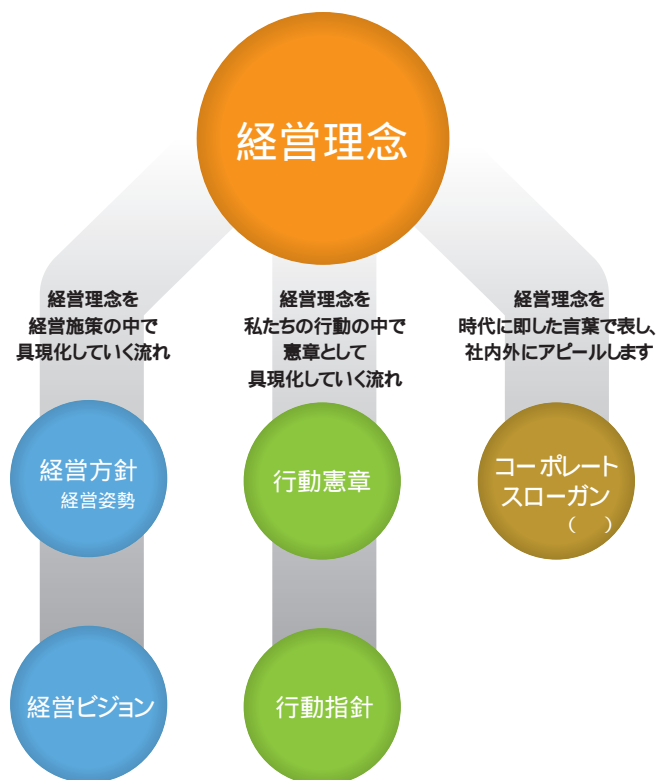 経営理念
経営理念を
経営施策の中で
具現化していく流れ
経営理念を
私たちの行動の中で
憲章として
具現化していく流れ
経営理念を
時代に即した言葉で表し、
社内外にアピールします
経営方針
経営姿勢
行動憲章
コーポレート
スローガン
（　）
経営ビジョン
行動指針